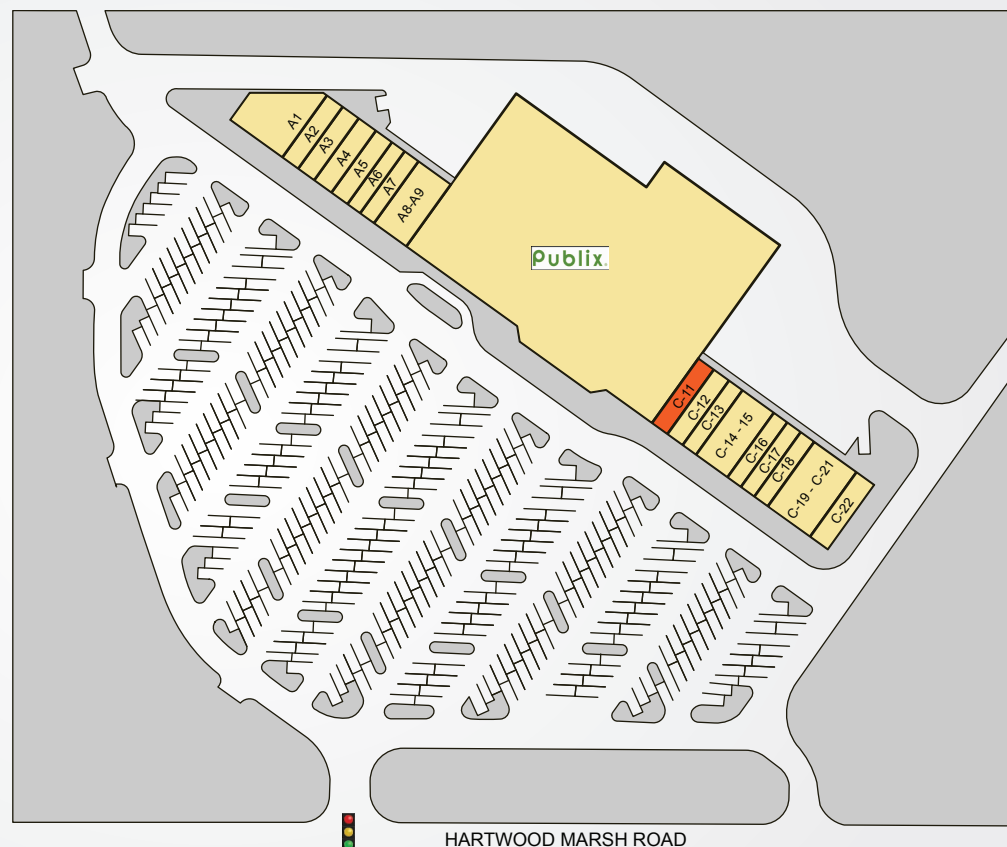 A1
A2
A3
A4
A5
A6
A7
A8-A9
Publix.
C-11
C-12
C-13
C-14 - 15
C-16
C-17
C-18
C-19 - C-21
C-22
HARTWOOD MARSH ROAD